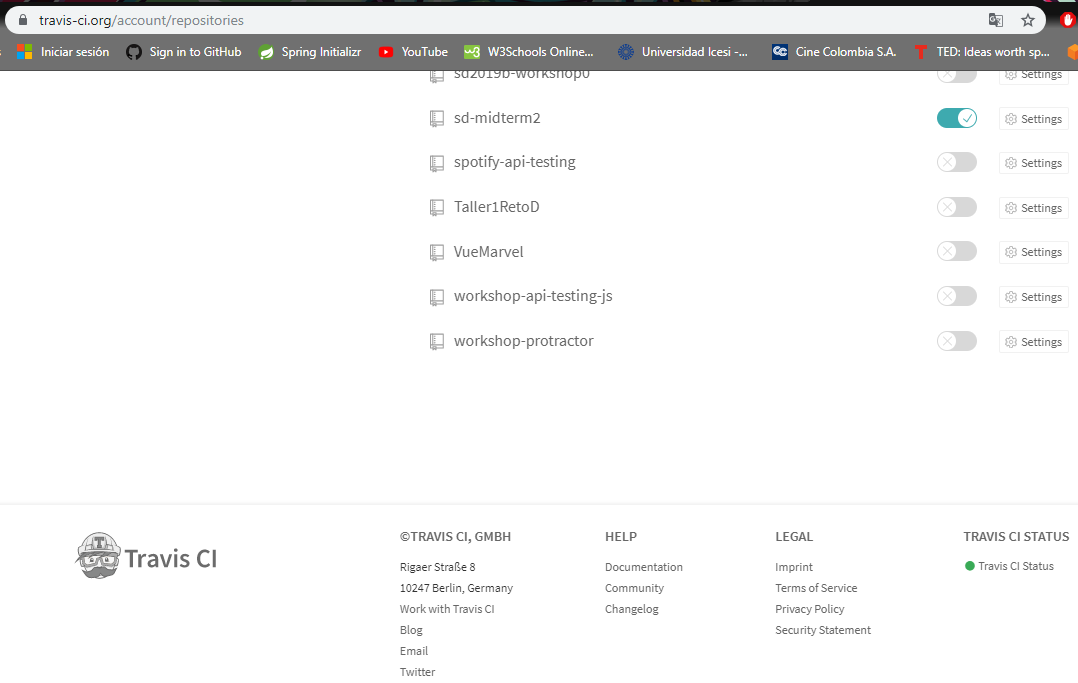 travis-ci.org/account/repositories
Iniciar sesión Sign in to GitHub Spring Initializr YouTube W3Schools Online... Universidad Icesi -... Cine Colombia S.A. TED: Ideas worth sp...
sd2019b-workshop0 Settings
sd-midterm2 Settings
spotify-api-testing Settings
Taller1RetoD Settings
VueMarvel Settings
workshop-api-testing-js Settings
workshop-protractor Settings
Travis CI
©TRAVIS CI, GMBH
Rigaer Straße 8
10247 Berlin, Germany
Work with Travis CI
Blog
Email
Twitter
HELP
Documentation
Community
Changelog
LEGAL
Imprint
Terms of Service
Privacy Policy
Security Statement
TRAVIS CI STATUS
Travis CI Status